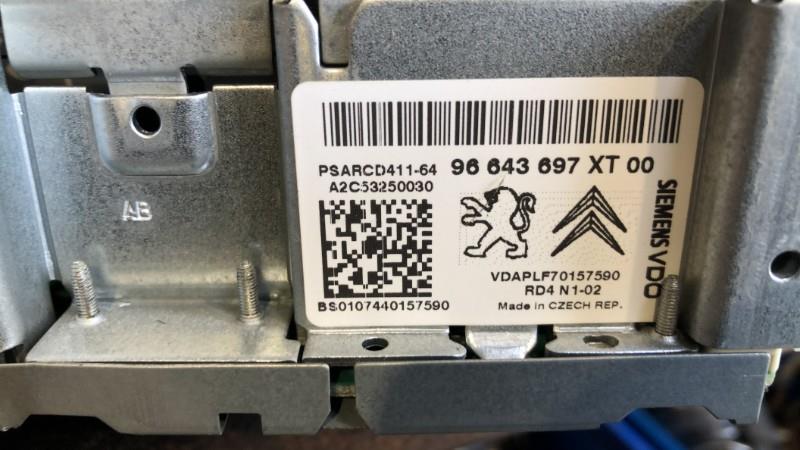 PSARCD411-64 96 643 697 XT 00
A2C53250030
AB
SIEMENS VDO
VDAPLF70157590
RD4 N1-02
BS0107440157590
Made in CZECH REP.